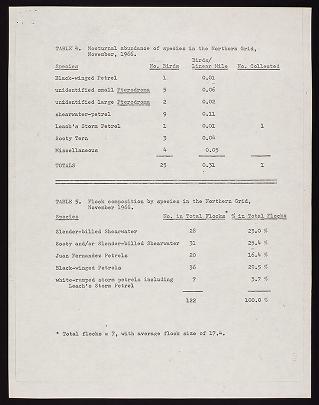 TABLE 4. Nocturnal abundance of species in the Northern Grid,
November, 1966.
Species No. Birds Birds/ Linear Mile No. Collected
Black-winged Petrel 1 0.01
unidentified small Pterodroma 5 0.06
unidentified large Pterodroma 2 0.02
shearwater-petrel 9 0.11
Leach's Storm Petrel 1 0.01 1
Sooty Tern 3 0.04
Miscellaneous 4 0.05
TOTALS 25 0.31 1
TABLE 5. Flock composition by species in the Northern Grid,
November 1966.
Species No. in Total Flocks* % in Total Flocks
Slender-billed Shearwater 28 23.0 %
Sooty and/or Slender-billed Shearwater 31 25.4 %
Juan Fernandez Petrels 20 16.4 %
Black-winged Petrels 36 29.5 %
white-rumped storm petrels including 7 5.7 %
Leach's Storm Petrel
122 100.0 %
* Total flocks = 7, with average flock size of 17.4.